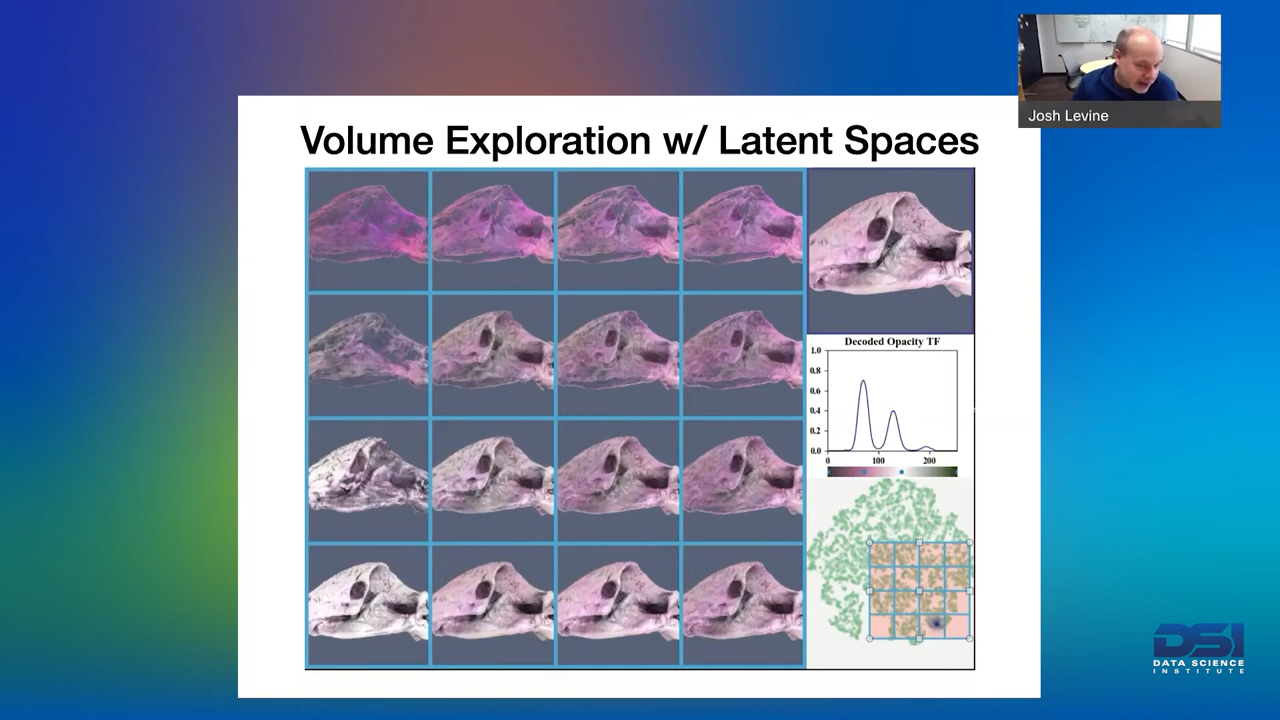 Josh Levine
Volume Exploration w/ Latent Spaces
Decoded Opacity TF
1.0
0.8
0.6
0.4
0.2
0.0
0 100 200
DSI
DATA SCIENCE
INSTITUTE